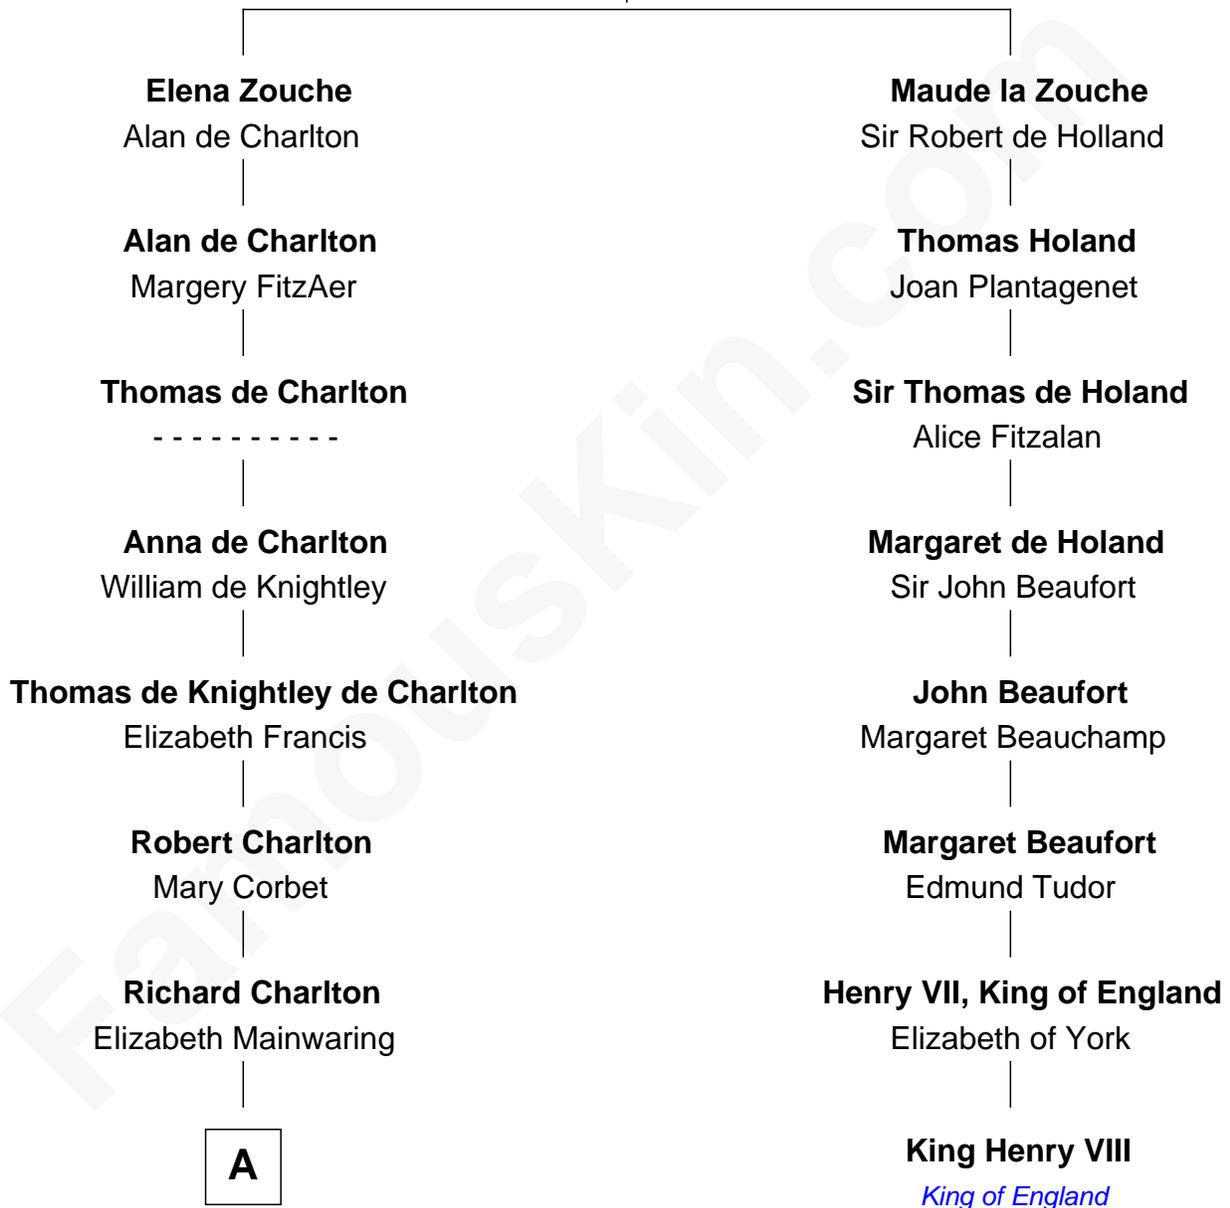 Elena Zouche
Alan de Charlton
Maude la Zouche
Sir Robert de Holland
Alan de Charlton
Margery FitzAer
Thomas Holand
Joan Plantagenet
Thomas de Charlton
- - - - - - - - - -
Sir Thomas de Holand
Alice Fitzalan
Anna de Charlton
William de Knightley
Margaret de Holand
Sir John Beaufort
Thomas de Knightley de Charlton
Elizabeth Francis
John Beaufort
Margaret Beauchamp
Robert Charlton
Mary Corbet
Margaret Beaufort
Edmund Tudor
Richard Charlton
Elizabeth Mainwaring
Henry VII, King of England
Elizabeth of York
A
King Henry VIII
King of England
FamousKin.com